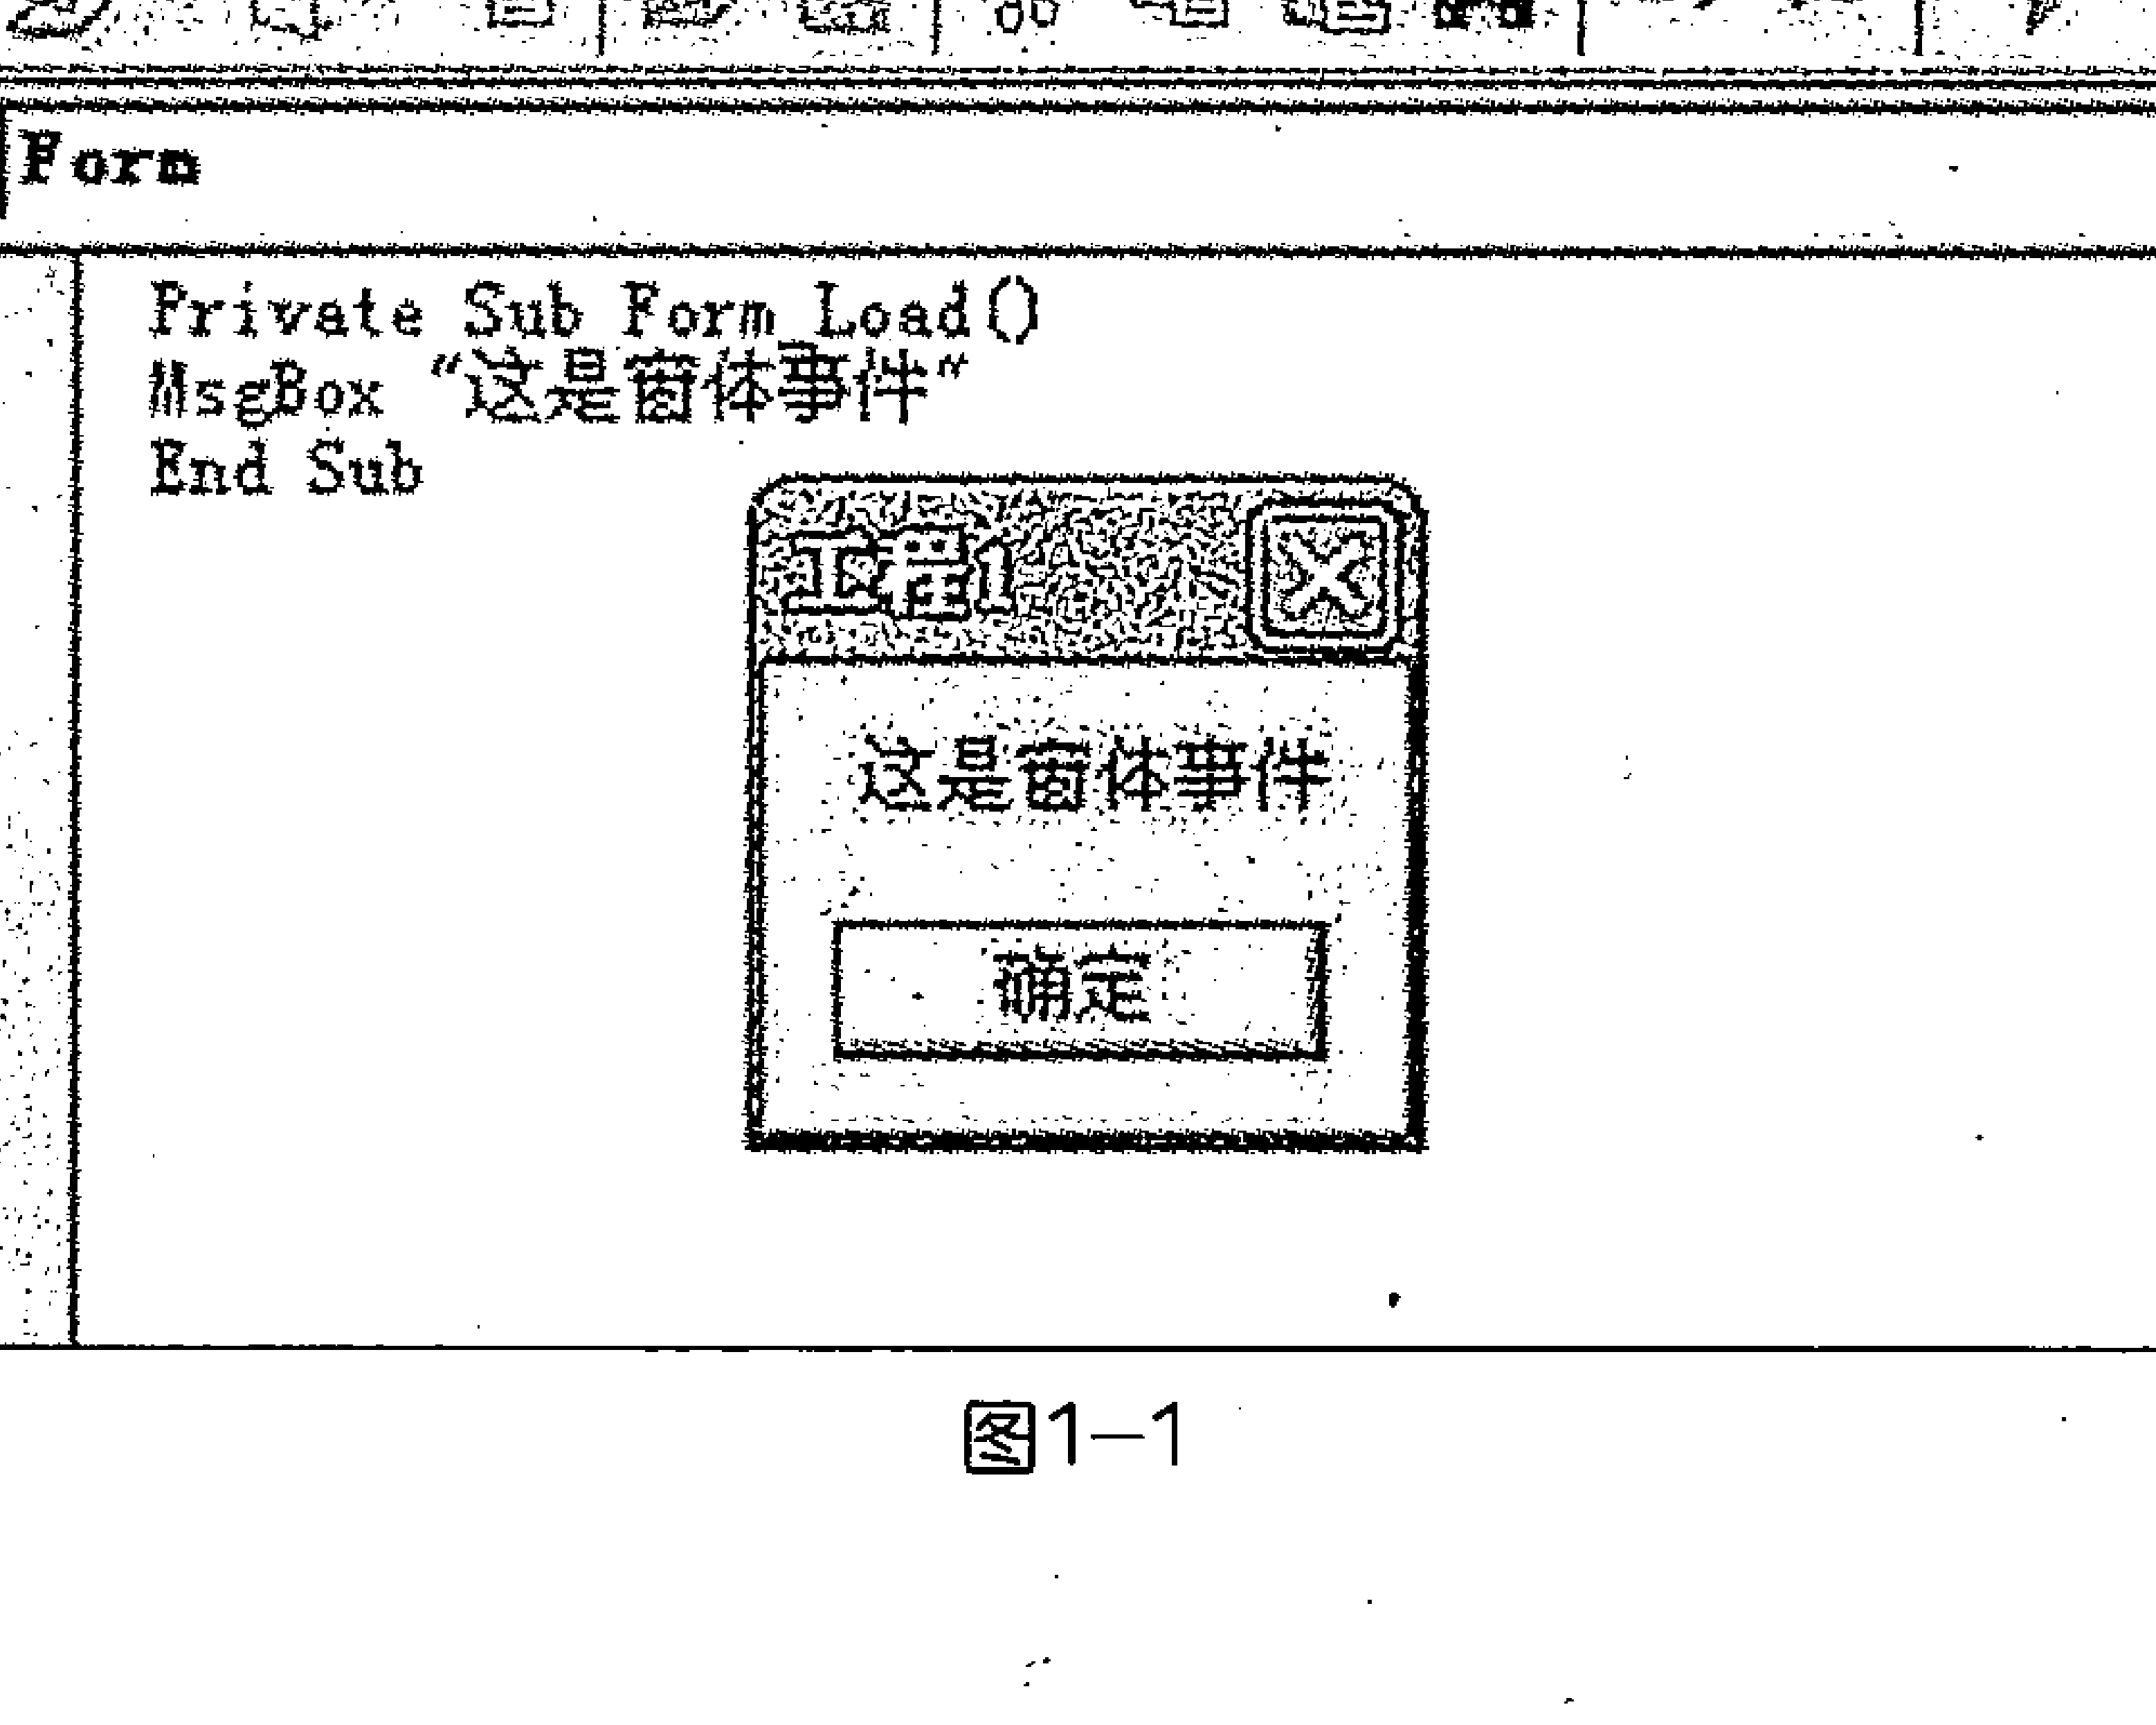 Form
Private Sub Form_Load()
MsgBox "这是窗体事件"
End Sub
工程1
这是窗体事件
确定
图1-1